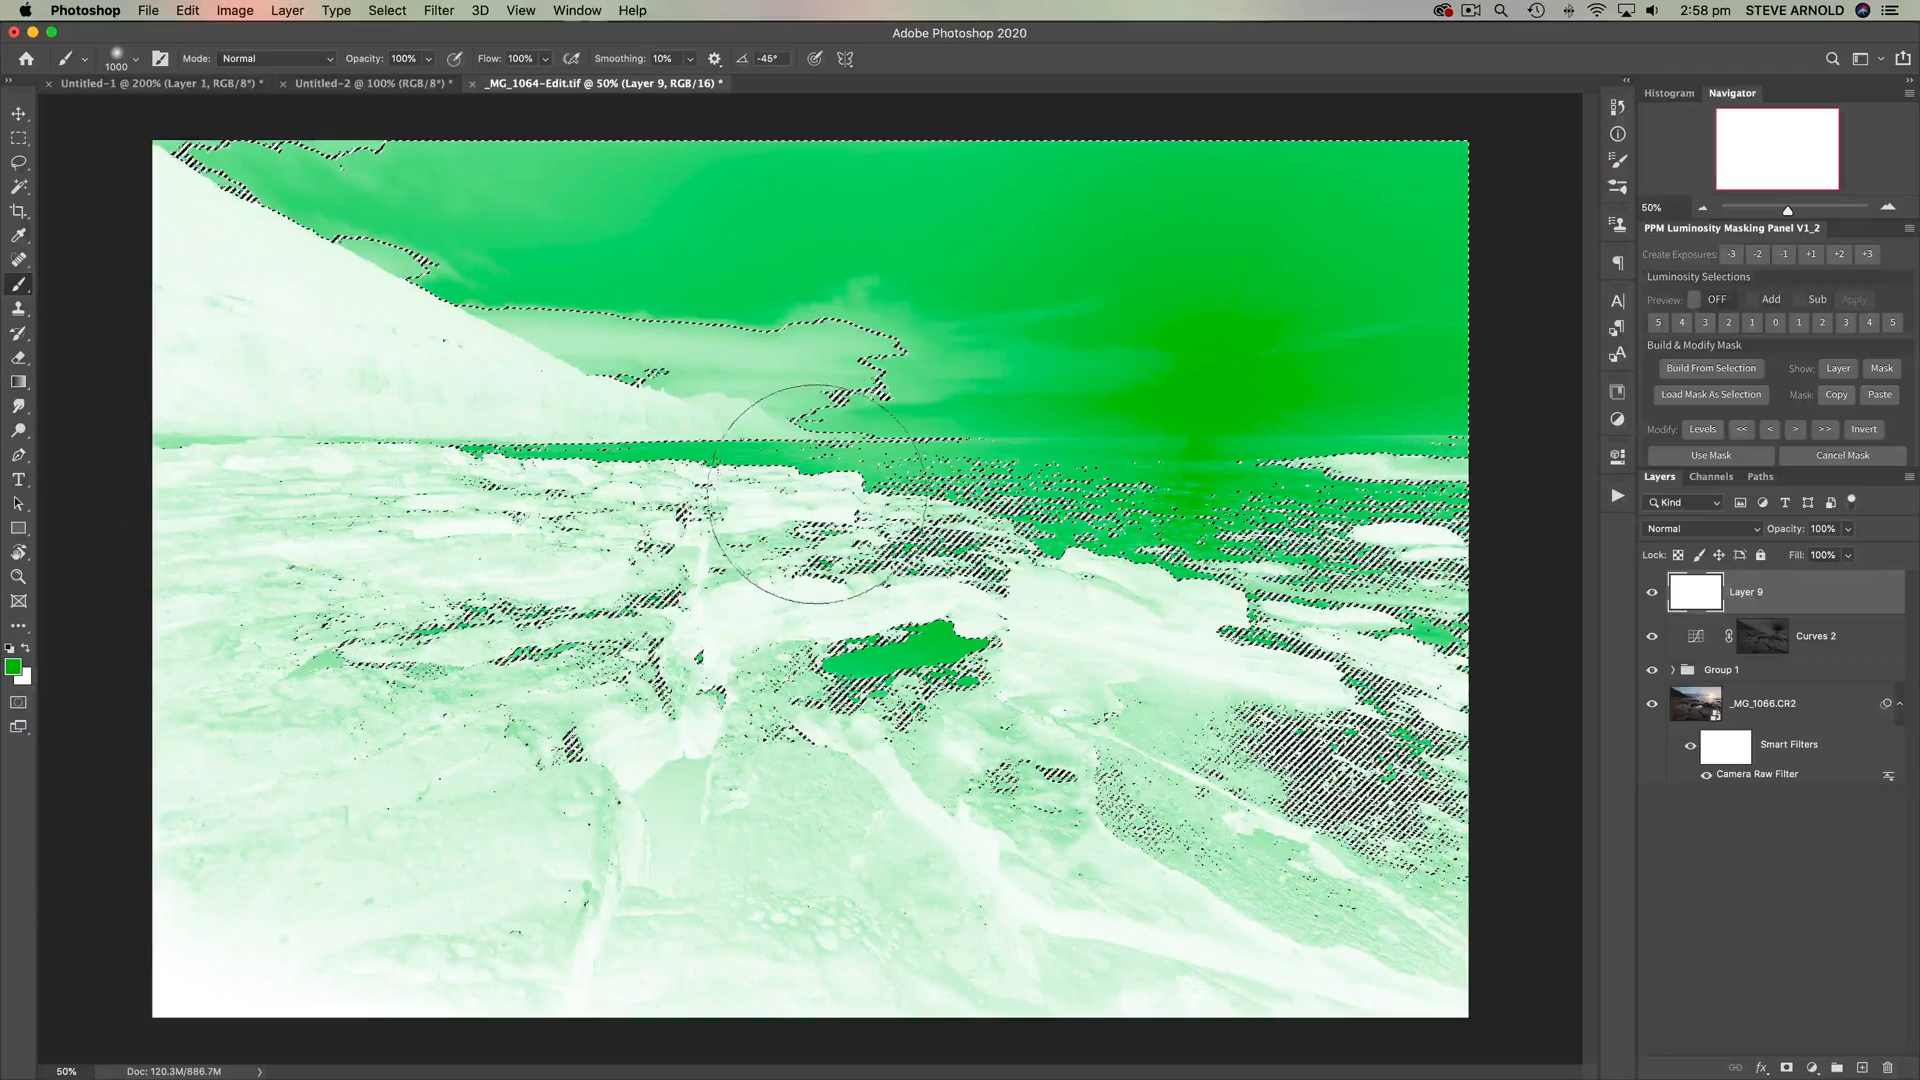 Photoshop File Edit Image Layer Type Select Filter 3D View Window Help 2:58 pm STEVE ARNOLD
Adobe Photoshop 2020
1000 Mode: Normal Opacity: 100% Flow: 100% Smoothing: 10% -45°
Untitled-1 @ 200% (Layer 1, RGB/8*) * Untitled-2 @ 100% (RGB/8*) * _MG_1064-Edit.tif @ 50% (Layer 9, RGB/16) *
Histogram Navigator
50%
PPM Luminosity Masking Panel V1_2
Create Exposures: -3 -2 -1 +1 +2 +3
Luminosity Selections
Preview: OFF Add Sub Apply
5 4 3 2 1 0 1 2 3 4 5
Build & Modify Mask
Build From Selection Show: Layer Mask
Load Mask As Selection Mask: Copy Paste
Modify: Levels << < > >> Invert
Use Mask Cancel Mask
Layers Channels Paths
Kind
Normal Opacity: 100%
Lock: Fill: 100%
Layer 9
Curves 2
Group 1
_MG_1066.CR2
Smart Filters
Camera Raw Filter
50% Doc: 120.3M/886.7M